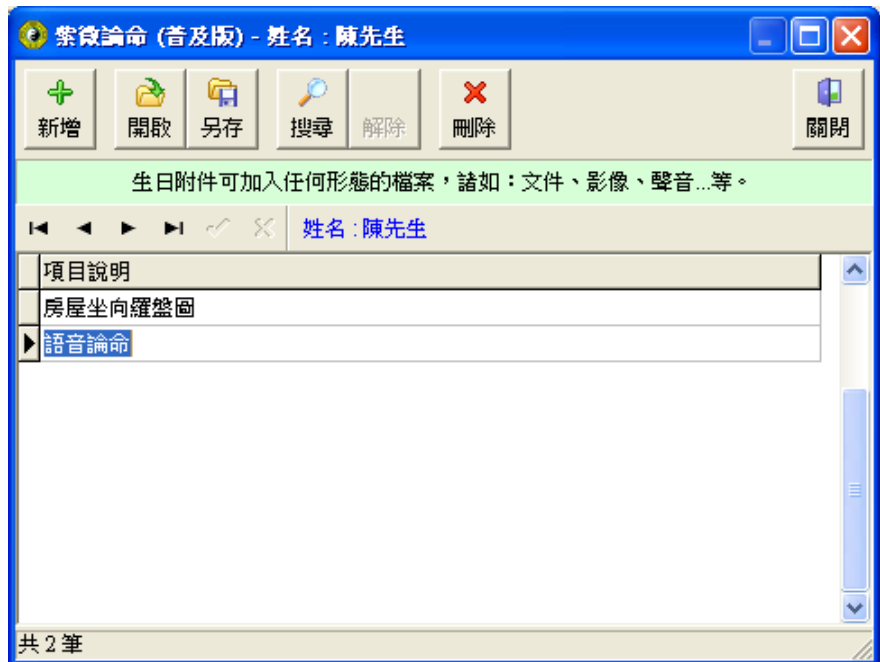 紫微論命 (普及版) - 姓名 : 陳先生
新增 開啟 另存 搜尋 解除 刪除 關閉
生日附件可加入任何形態的檔案，諸如：文件、影像、聲音...等。
姓名 : 陳先生
項目說明
房屋坐向羅盤圖
語音論命
共 2 筆